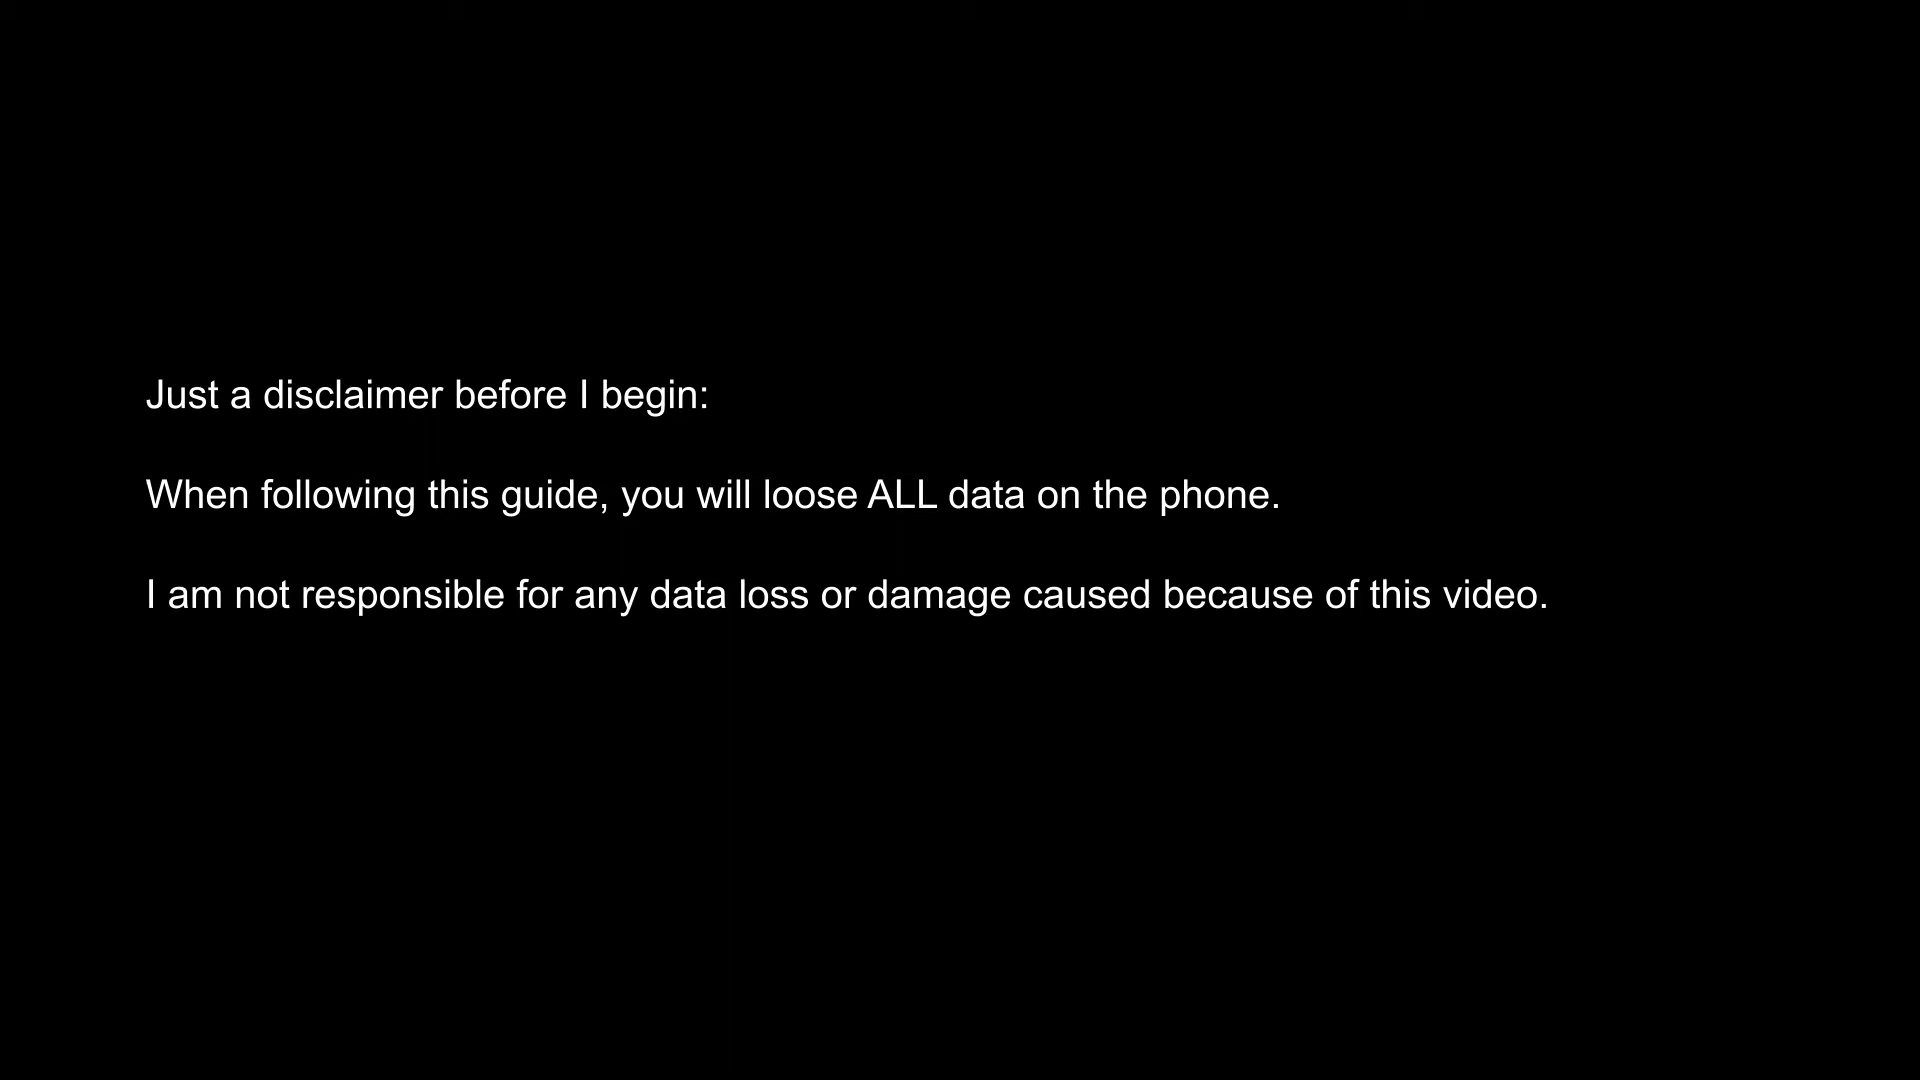 Just a disclaimer before I begin:
When following this guide, you will loose ALL data on the phone.
I am not responsible for any data loss or damage caused because of this video.